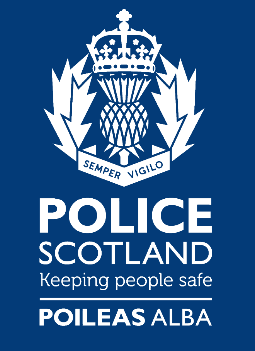 SEMPER VIGILO
POLICE
SCOTLAND
Keeping people safe
POILEAS ALBA